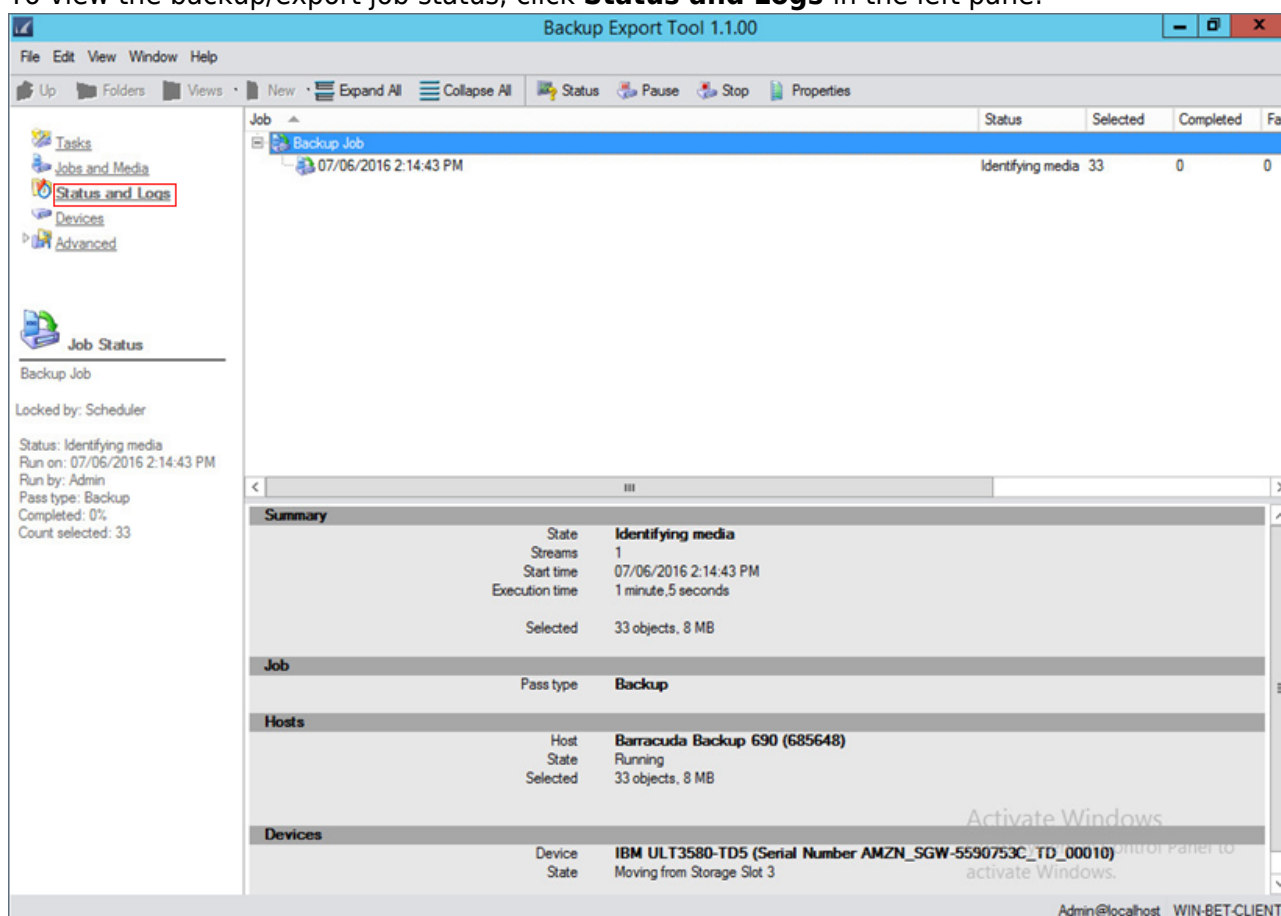 To view the backup/export job status, click Status and Logs in the left pane.
Backup Export Tool 1.1.00
File Edit View Window Help
Up Folders Views New Expand All Collapse All Status Pause Stop Properties
Tasks
Jobs and Media
Status and Logs
Devices
Advanced
Job Status
Backup Job
Locked by: Scheduler
Status: Identifying media
Run on: 07/06/2016 2:14:43 PM
Run by: Admin
Pass type: Backup
Completed: 0%
Count selected: 33
Job Status Selected Completed Fa
Backup Job
07/06/2016 2:14:43 PM Identifying media 33 0 0
Summary
State Identifying media
Streams 1
Start time 07/06/2016 2:14:43 PM
Execution time 1 minute,5 seconds
Selected 33 objects, 8 MB
Job
Pass type Backup
Hosts
Host Barracuda Backup 690 (685648)
State Running
Selected 33 objects, 8 MB
Activate Windows
Devices
Device IBM ULT3580-TD5 (Serial Number AMZN_SGW-5590753C_TD_00010)
Panel to
State Moving from Storage Slot 3
activate Windows.
Admin@localhost WIN-BET-CLIENT